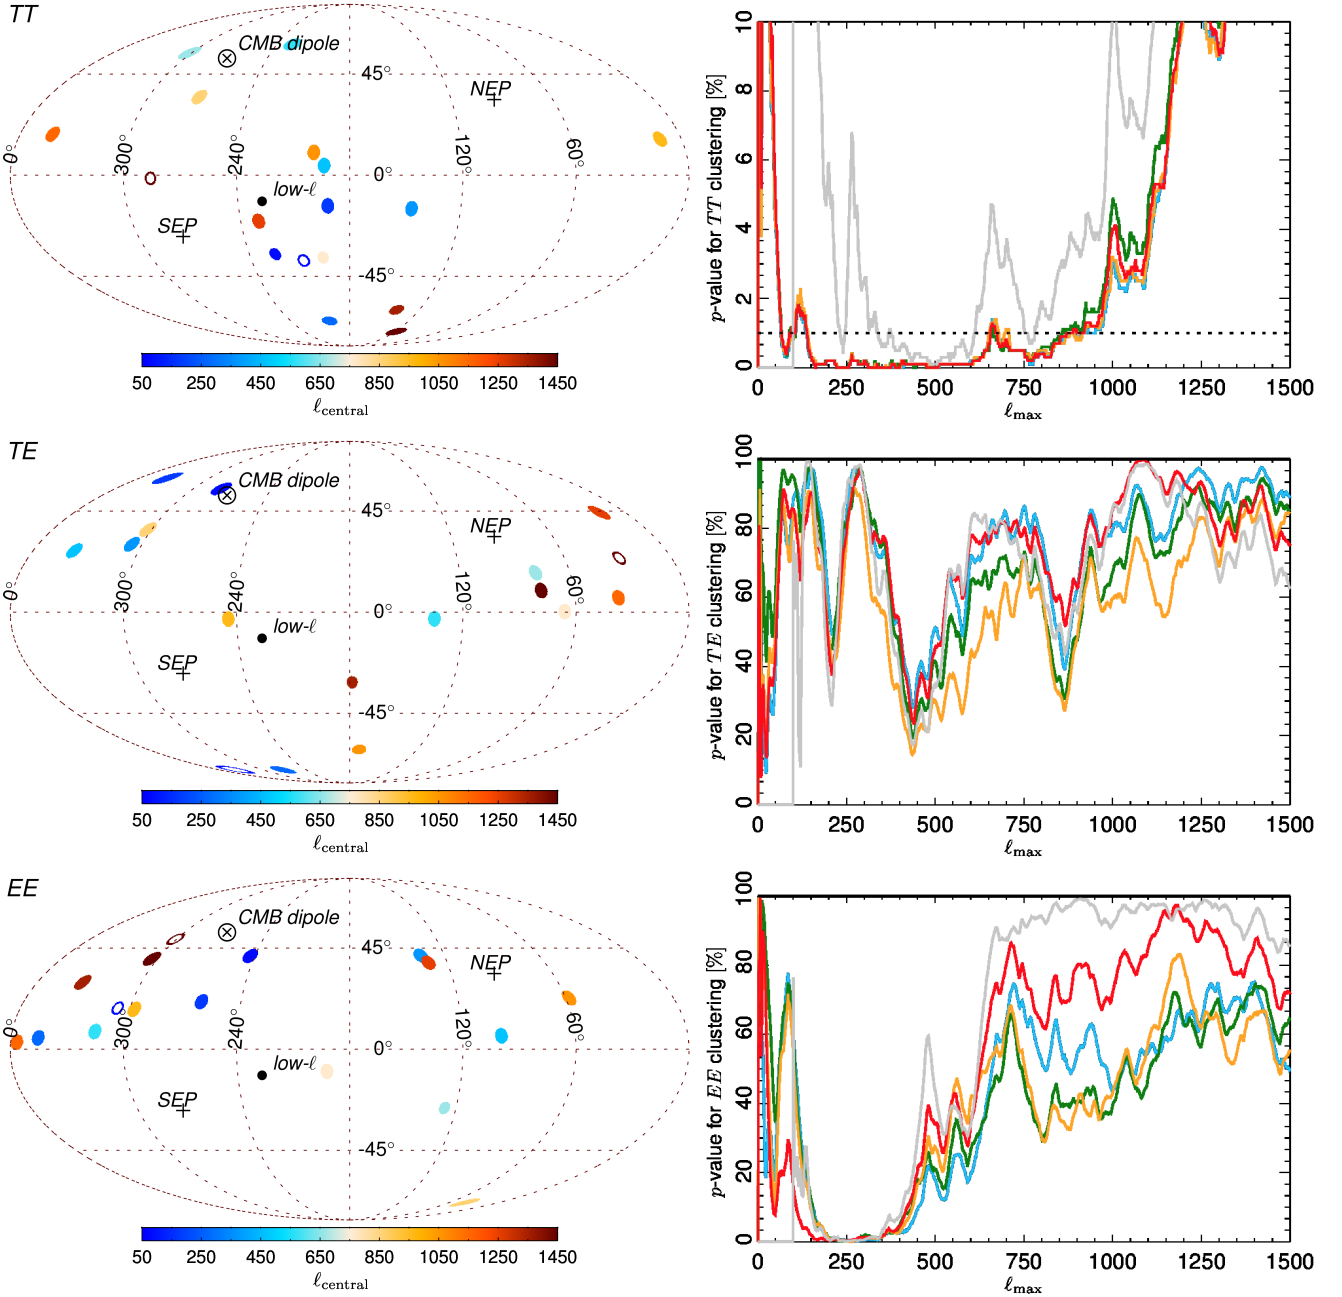 TT
CMB dipole
45°
NEP
0°
300°
240°
120°
60°
0°
low-ℓ
SEP
-45°
50 250 450 650 850 1050 1250 1450
ℓcentral
p-value for TT clustering [%]
10
8
6
4
2
0
0 250 500 750 1000 1250 1500
ℓmax
TE
CMB dipole
45°
NEP
0°
300°
240°
120°
60°
0°
low-ℓ
SEP
-45°
50 250 450 650 850 1050 1250 1450
ℓcentral
p-value for TE clustering [%]
100
80
60
40
20
0
0 250 500 750 1000 1250 1500
ℓmax
EE
CMB dipole
45°
NEP
0°
300°
240°
120°
60°
0°
low-ℓ
SEP
-45°
50 250 450 650 850 1050 1250 1450
ℓcentral
p-value for EE clustering [%]
100
80
60
40
20
0
0 250 500 750 1000 1250 1500
ℓmax